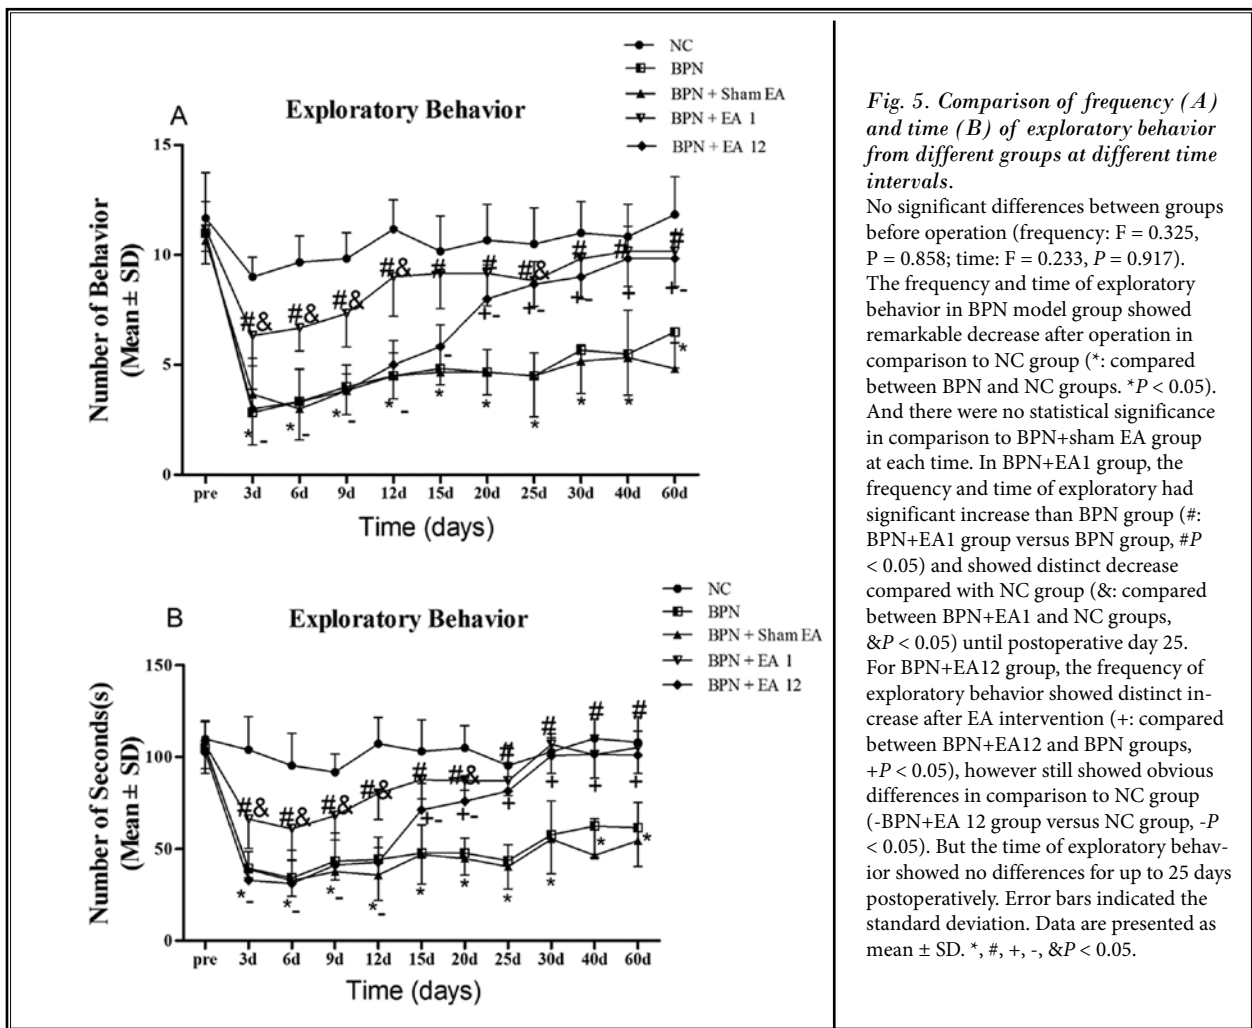 NC
BPN
BPN + Sham EA
BPN + EA 1
BPN + EA 12
A
Exploratory Behavior
Number of Behavior
(Mean ± SD)
15
10
5
0
#& #& #& #& # # #& # # #
+- +- +- + +-
* - * - * - * - * - * * * * *
pre 3d 6d 9d 12d 15d 20d 25d 30d 40d 60d
Time (days)
NC
BPN
BPN + Sham EA
BPN + EA 1
BPN + EA 12
B
Exploratory Behavior
Number of Seconds(s)
(Mean ± SD)
150
100
50
0
#& #& #& #& # #& # # # #
+- +- + + + +
*- *- *- *- * * * * * *
pre 3d 6d 9d 12d 15d 20d 25d 30d 40d 60d
Time (days)
Fig. 5. Comparison of frequency (A)
and time (B) of exploratory behavior
from different groups at different time
intervals.
No significant differences between groups
before operation (frequency: F = 0.325,
P = 0.858; time: F = 0.233, P = 0.917).
The frequency and time of exploratory
behavior in BPN model group showed
remarkable decrease after operation in
comparison to NC group (*: compared
between BPN and NC groups. *P < 0.05).
And there were no statistical significance
in comparison to BPN+sham EA group
at each time. In BPN+EA1 group, the
frequency and time of exploratory had
significant increase than BPN group (#:
BPN+EA1 group versus BPN group, #P
< 0.05) and showed distinct decrease
compared with NC group (&: compared
between BPN+EA1 and NC groups,
&P < 0.05) until postoperative day 25.
For BPN+EA12 group, the frequency of
exploratory behavior showed distinct in-
crease after EA intervention (+: compared
between BPN+EA12 and BPN groups,
+P < 0.05), however still showed obvious
differences in comparison to NC group
(-BPN+EA 12 group versus NC group, -P
< 0.05). But the time of exploratory behav-
ior showed no differences for up to 25 days
postoperatively. Error bars indicated the
standard deviation. Data are presented as
mean ± SD. *, #, +, -, &P < 0.05.